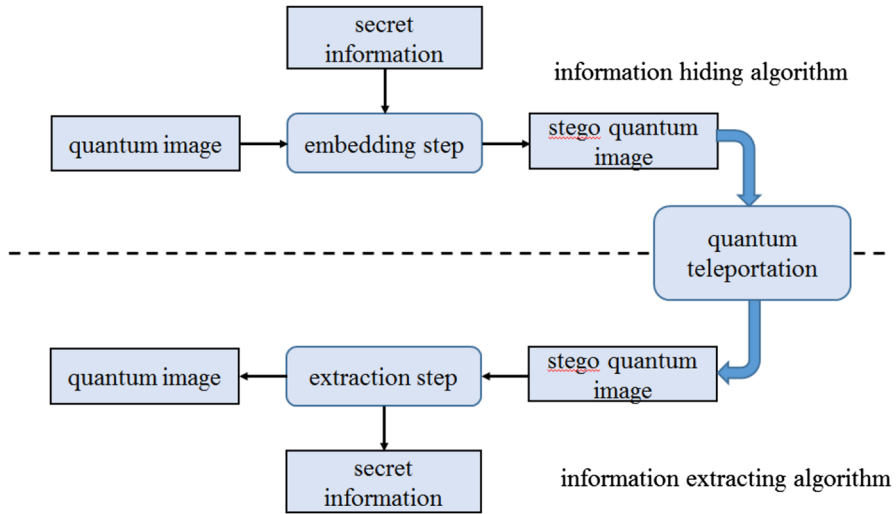 secret
information
information hiding algorithm
quantum image
embedding step
stego quantum
image
quantum
teleportation
quantum image
extraction step
stego quantum
image
secret
information
information extracting algorithm